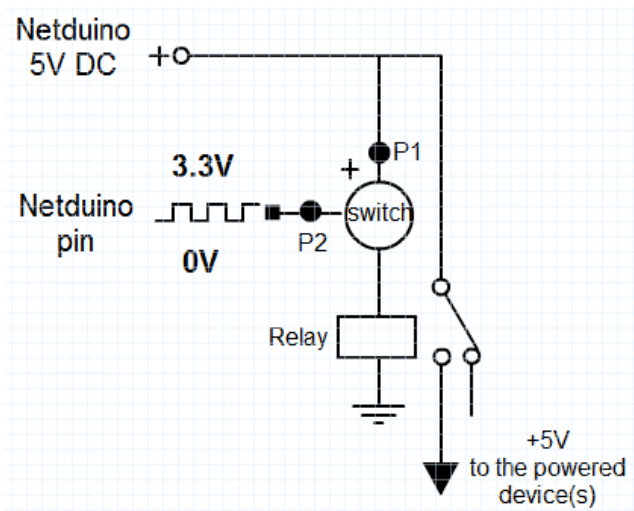 Netduino
5V DC
+
P1
3.3V
+
Netduino
pin
switch
P2
0V
Relay
+5V
to the powered
device(s)